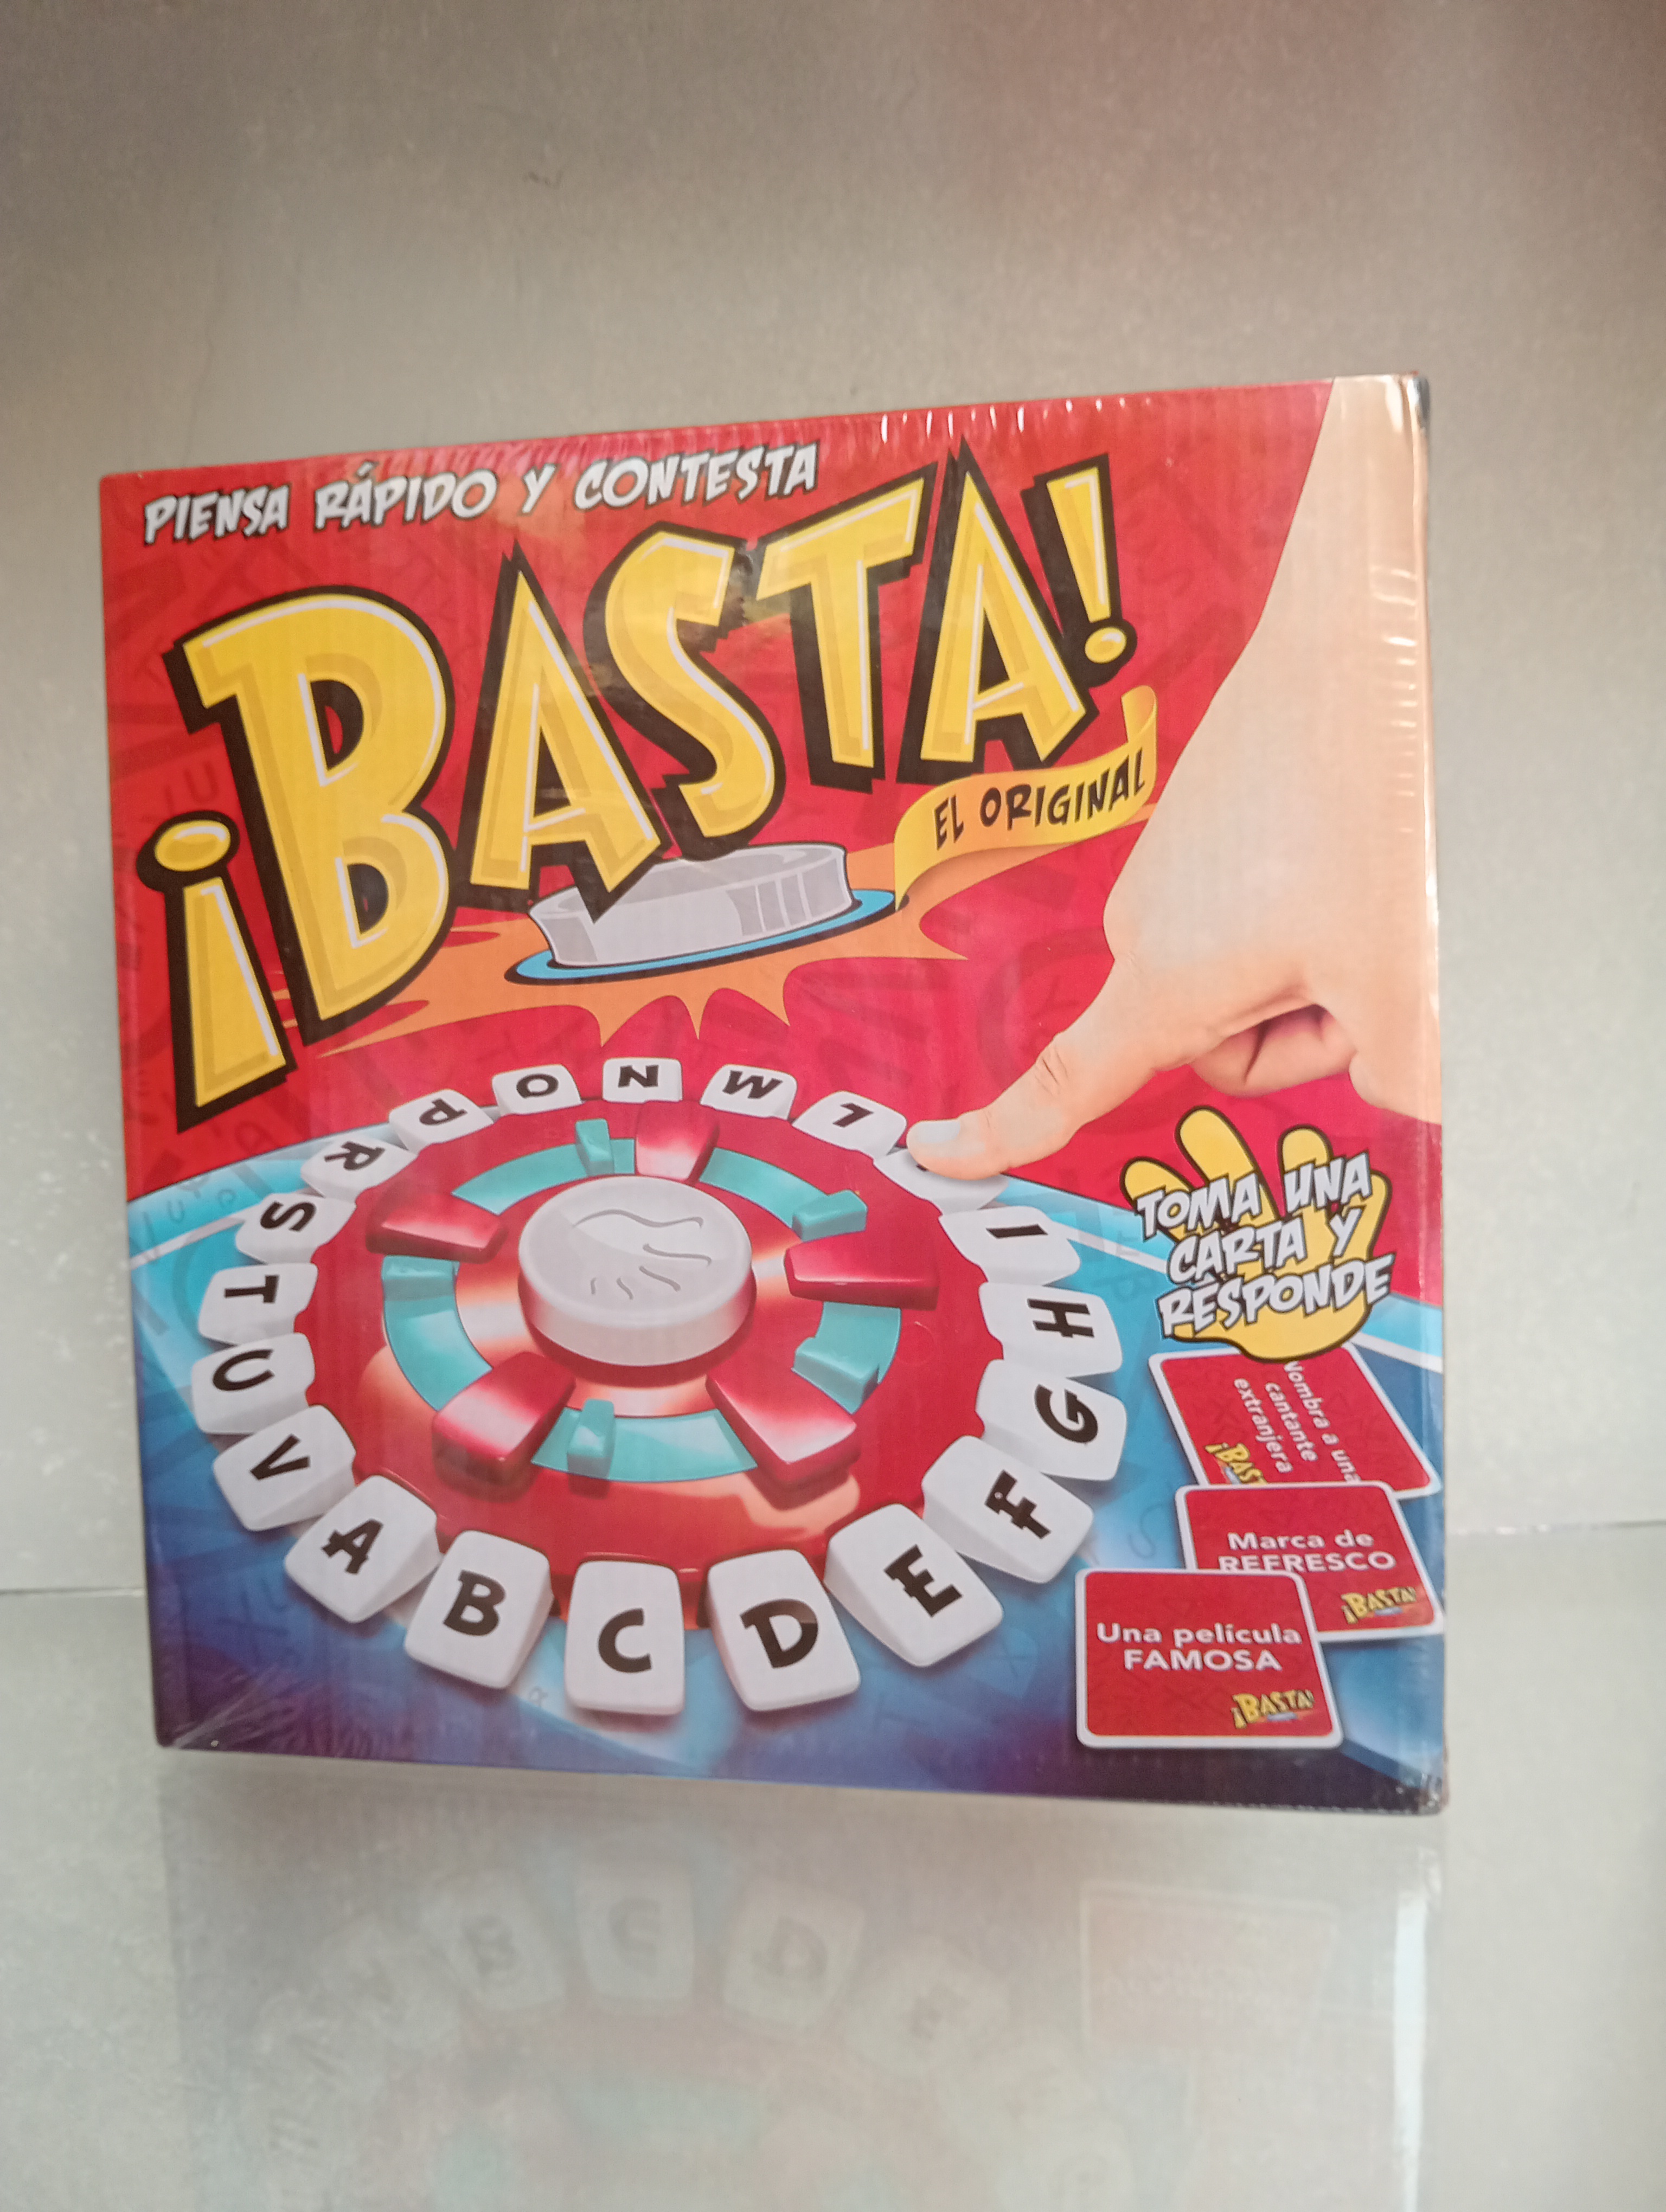 PIENSA RÁPIDO Y CONTESTA
¡BASTA!
EL ORIGINAL
P O N M L
R
S
T
U
V
A
B
C
D
E
F
G
H
I
TOMA UNA
CARTA Y
RESPONDE
Nombra a una
cantante
extranjera
Marca de
REFRESCO
¡BASTA!
Una película
FAMOSA
¡BASTA!